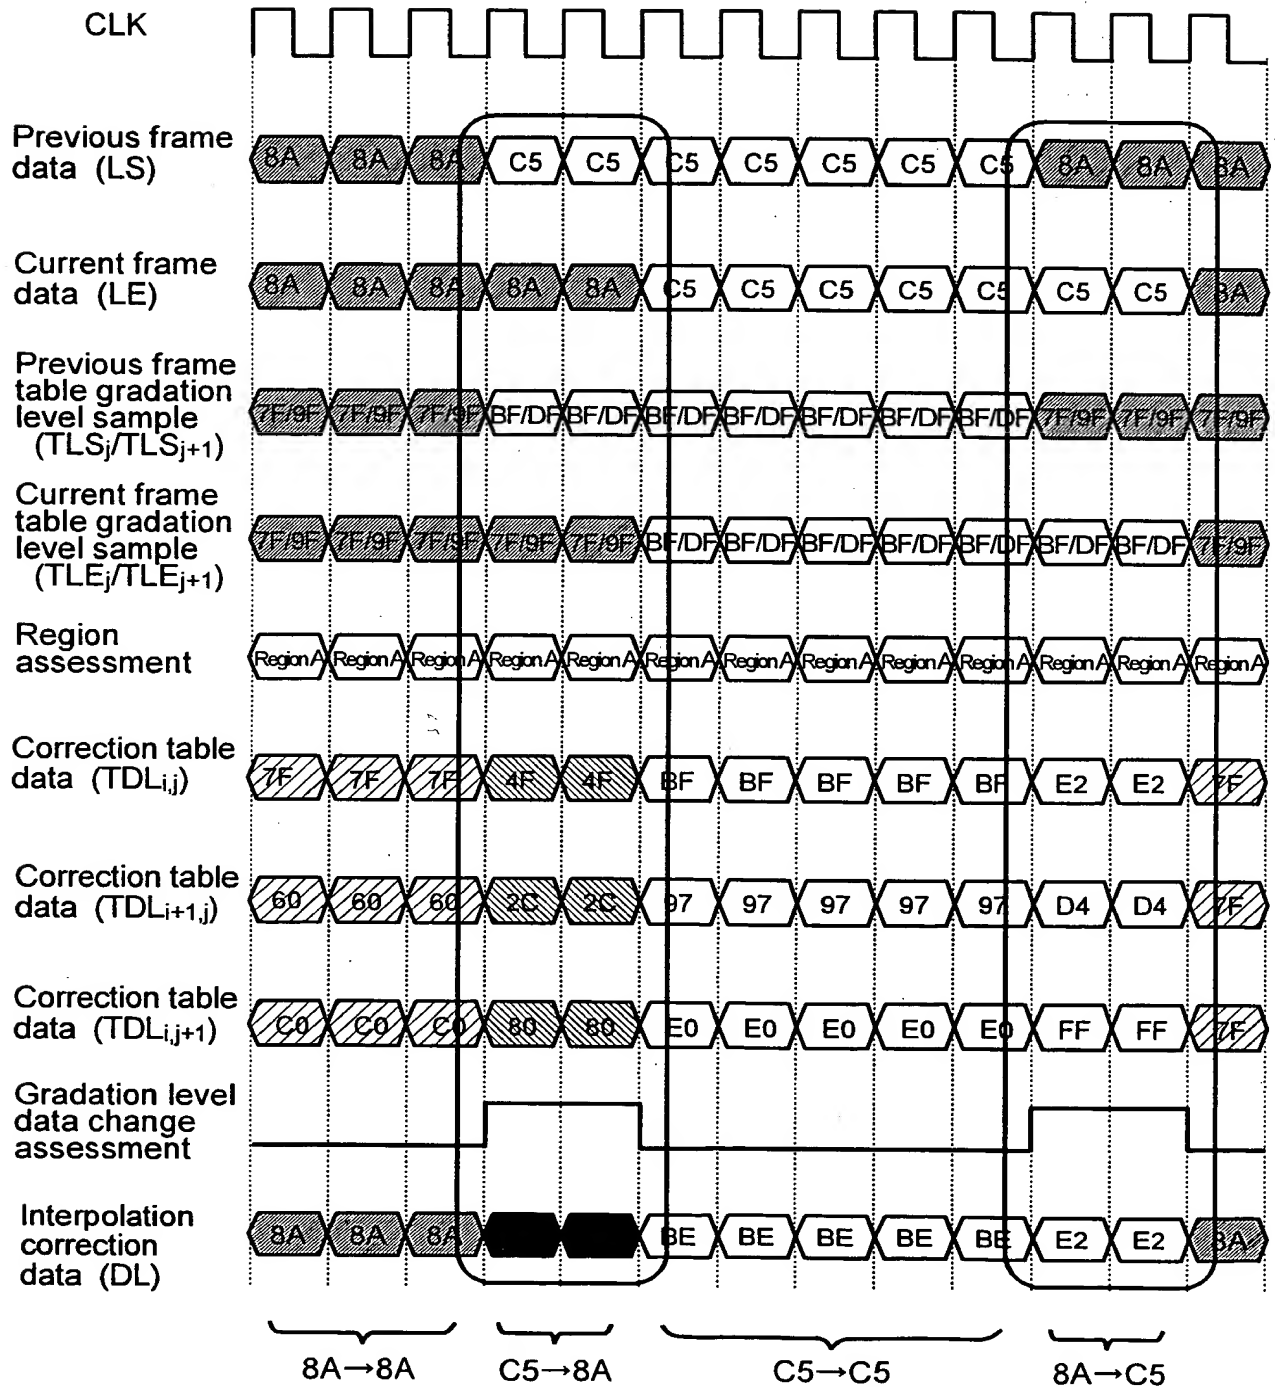 CLK
Previous frame
data (LS)
8A 8A 8A C5 C5 C5 C5 C5 C5 C5 8A 8A 8A
Current frame
data (LE)
8A 8A 8A 8A 8A C5 C5 C5 C5 C5 C5 C5 8A
Previous frame
table gradation
level sample
(TLSj/TLSj+1)
7F/9F 7F/9F 7F/9F BF/DF BF/DF BF/DF BF/DF BF/DF BF/DF BF/DF 7F/9F 7F/9F 7F/9F
Current frame
table gradation
level sample
(TLEj/TLEj+1)
7F/9F 7F/9F 7F/9F 7F/9F 7F/9F BF/DF BF/DF BF/DF BF/DF BF/DF BF/DF BF/DF 7F/9F
Region
assessment
Region A Region A Region A Region A Region A Region A Region A Region A Region A Region A Region A Region A Region A
Correction table
data (TDLi,j)
7F 7F 7F 4F 4F BF BF BF BF BF E2 E2 7F
Correction table
data (TDLi+1,j)
60 60 60 2C 2C 97 97 97 97 97 D4 D4 7F
Correction table
data (TDLi,j+1)
C0 C0 C0 80 80 E0 E0 E0 E0 E0 FF FF 7F
Gradation level
data change
assessment
Interpolation
correction
data (DL)
8A 8A 8A BE BE BE BE BE E2 E2 8A
8A→8A C5→8A C5→C5 8A→C5